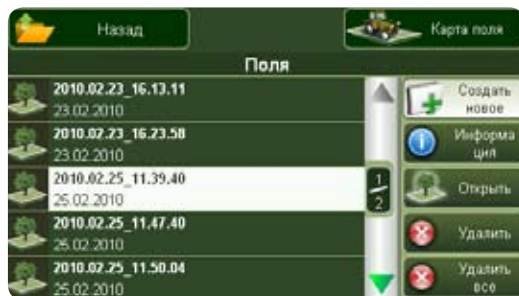 Назад
Карта поля
Поля
2010.02.23_16.13.11
23.02.2010
2010.02.23_16.23.58
23.02.2010
2010.02.25_11.39.40
25.02.2010
2010.02.25_11.47.40
25.02.2010
2010.02.25_11.50.04
25.02.2010
1
2
Создать
новое
Информа
ция
Открыть
Удалить
Удалить
все